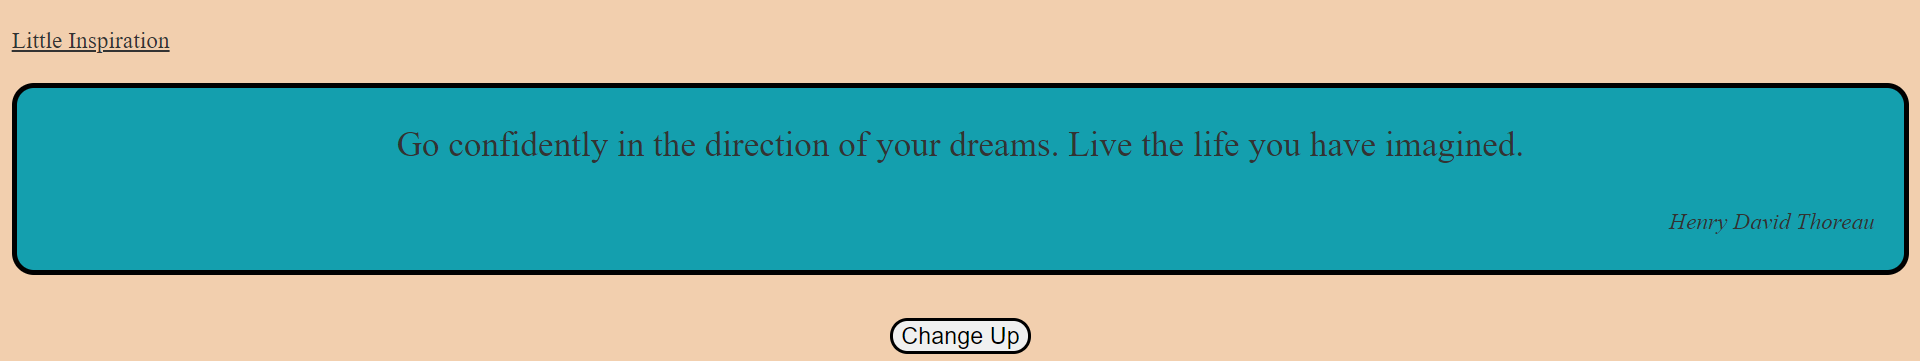 Little Inspiration
Go confidently in the direction of your dreams. Live the life you have imagined.
Henry David Thoreau
Change Up